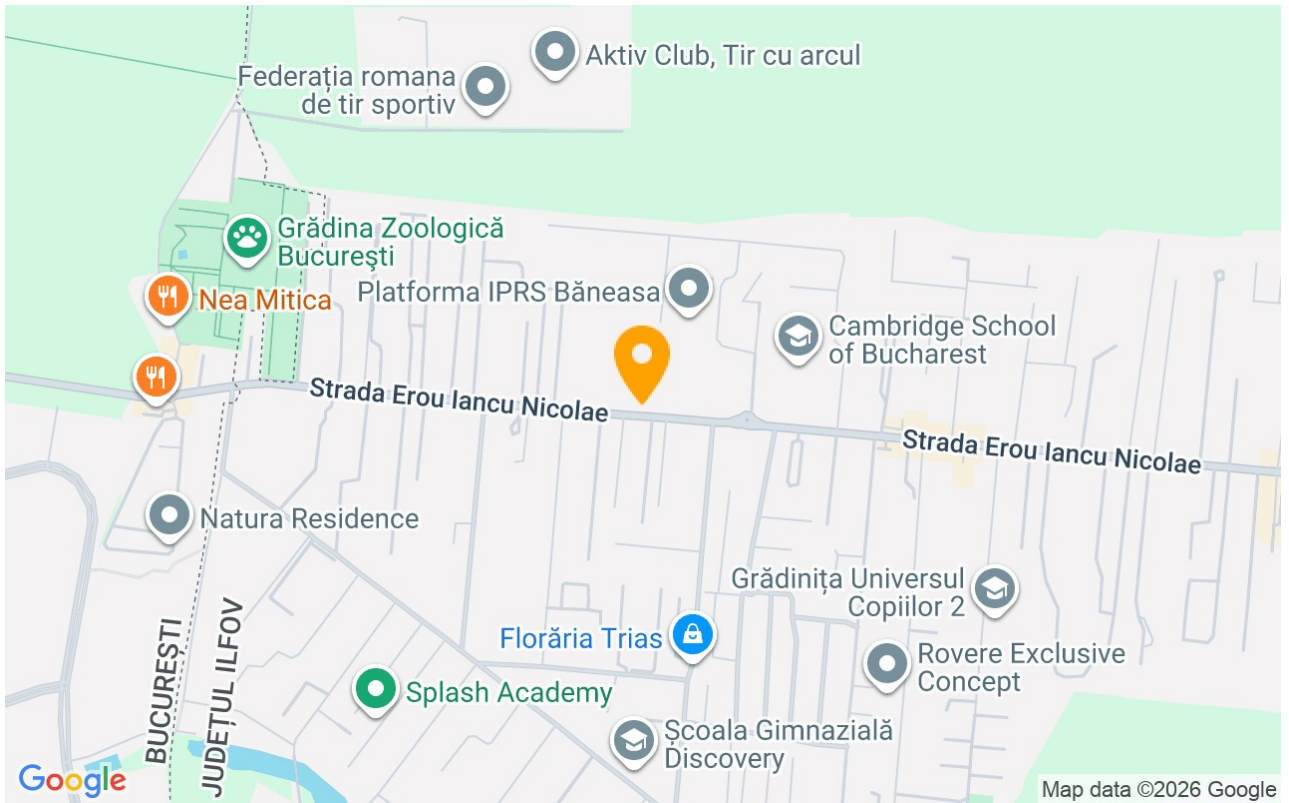 Aktiv Club, Tir cu arcul
Federația romana
de tir sportiv
Grădina Zoologică
București
Nea Mitica
Platforma IPRS Băneasa
Cambridge School
of Bucharest
Strada Erou Iancu Nicolae
Strada Erou Iancu Nicolae
Natura Residence
Grădinița Universul
Copiilor 2
BUCUREȘTI
JUDEȚUL ILFOV
Florăria Trias
Rovere Exclusive
Concept
Splash Academy
Școala Gimnazială
Discovery
Google
Map data ©2026 Google